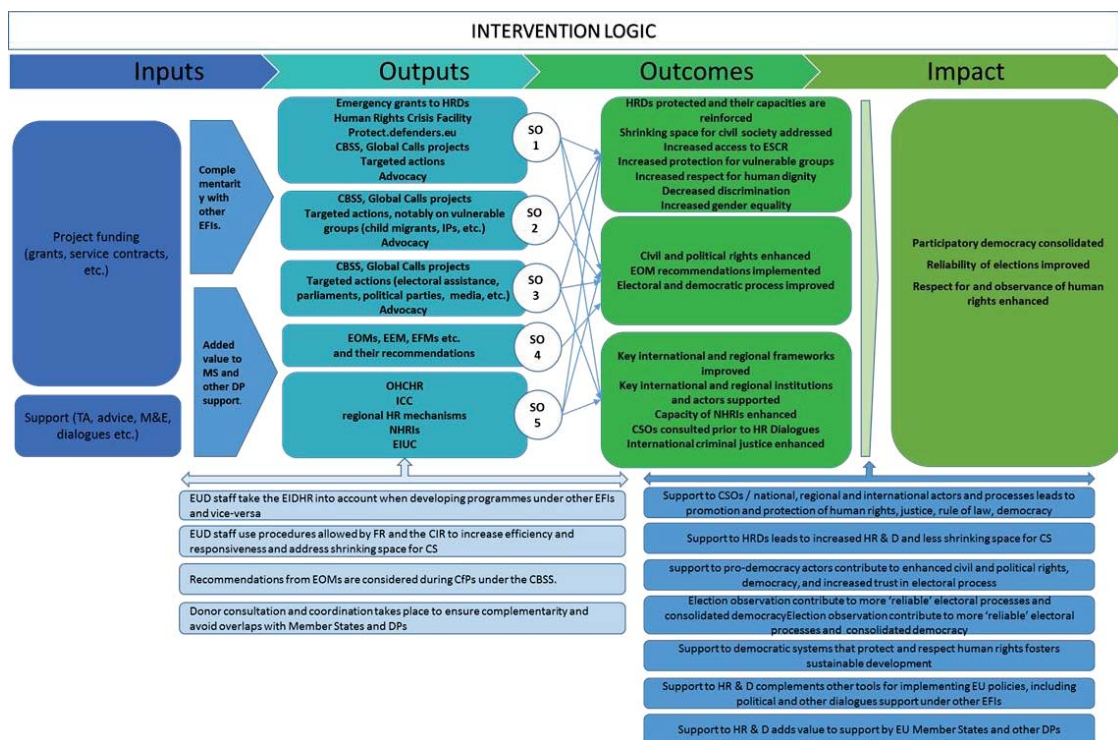 INTERVENTION LOGIC
Inputs
Outputs
Outcomes
Impact
Project funding
(grants, service contracts,
etc.)
Support (TA, advice, M&E,
dialogues etc.)
Comple
mentarit
y with
other
EFIs.
Added
value to
MS and
other DP
support.
Emergency grants to HRDs
Human Rights Crisis Facility
Protect.defenders.eu
CBSS, Global Calls projects
Targeted actions
Advocacy
SO
1
CBSS, Global Calls projects
Targeted actions, notably on vulnerable
groups (child migrants, IPs, etc.)
Advocacy
SO
2
CBSS, Global Calls projects
Targeted actions (electoral assistance,
parliaments, political parties, media, etc.)
Advocacy
SO
3
EOMs, EEM, EFMs etc.
and their recommendations
SO
4
OHCHR
ICC
regional HR mechanisms
NHRIs
EIUC
SO
5
HRDs protected and their capacities are
reinforced
Shrinking space for civil society addressed
Increased access to ESCR
Increased protection for vulnerable groups
Increased respect for human dignity
Decreased discrimination
Increased gender equality
Civil and political rights enhanced
EOM recommendations implemented
Electoral and democratic process improved
Key international and regional frameworks
improved
Key international and regional institutions
and actors supported
Capacity of NHRIs enhanced
CSOs consulted prior to HR Dialogues
International criminal justice enhanced
Participatory democracy consolidated
Reliability of elections improved
Respect for and observance of human
rights enhanced
EUD staff take the EIDHR into account when developing programmes under other EFIs
and vice-versa
EUD staff use procedures allowed by FR and the CIR to increase efficiency and
responsiveness and address shrinking space for CS
Recommendations from EOMs are considered during CfPs under the CBSS.
Donor consultation and coordination takes place to ensure complementarity and
avoid overlaps with Member States and DPs
Support to CSOs / national, regional and international actors and processes leads to
promotion and protection of human rights, justice, rule of law, democracy
Support to HRDs leads to increased HR & D and less shrinking space for CS
support to pro-democracy actors contribute to enhanced civil and political rights,
democracy, and increased trust in electoral process
Election observation contribute to more ‘reliable’ electoral processes and
consolidated democracyElection observation contribute to more ‘reliable’ electoral
processes and consolidated democracy
Support to democratic systems that protect and respect human rights fosters
sustainable development
Support to HR & D complements other tools for implementing EU policies, including
political and other dialogues support under other EFIs
Support to HR & D adds value to support by EU Member States and other DPs